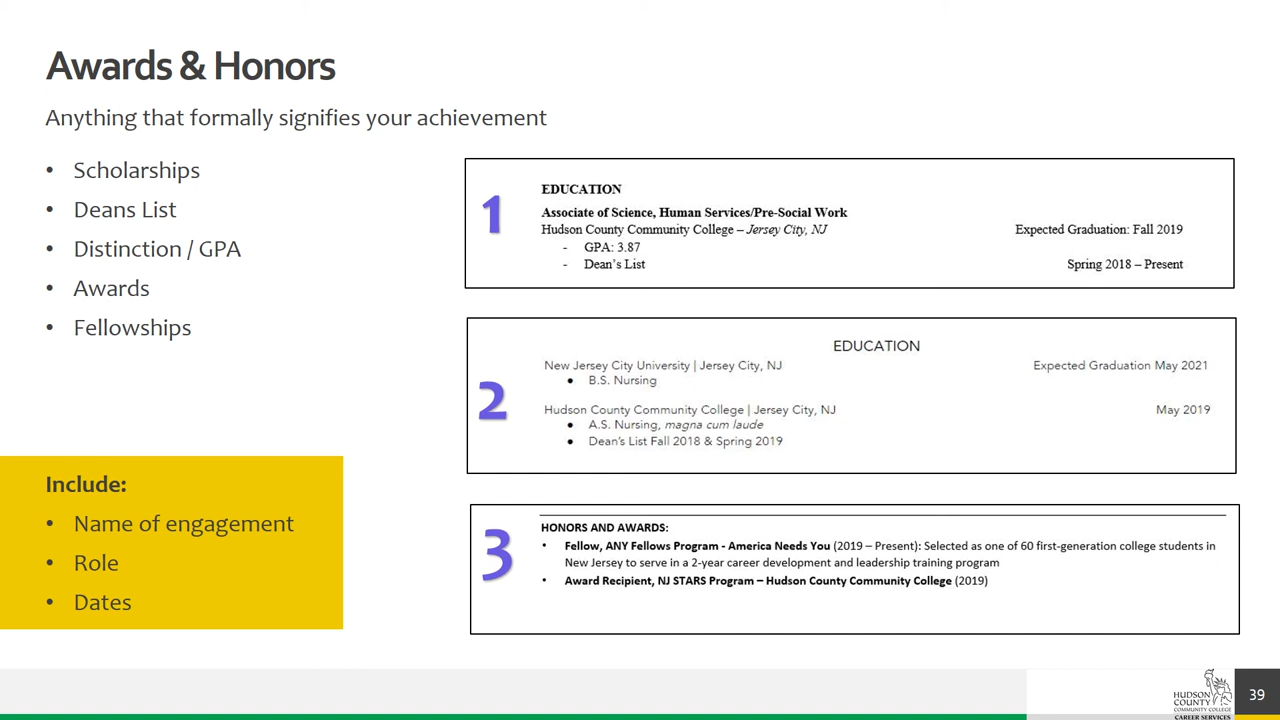 Awards & Honors
Anything that formally signifies your achievement
• Scholarships
• Deans List
• Distinction / GPA
• Awards
• Fellowships
Include:
• Name of engagement
• Role
• Dates
1
EDUCATION
Associate of Science, Human Services/Pre-Social Work
Hudson County Community College – Jersey City, NJ Expected Graduation: Fall 2019
- GPA: 3.87
- Dean's List Spring 2018 – Present
2
EDUCATION
New Jersey City University | Jersey City, NJ Expected Graduation May 2021
● B.S. Nursing
Hudson County Community College | Jersey City, NJ May 2019
● A.S. Nursing, magna cum laude
● Dean's List Fall 2018 & Spring 2019
3
HONORS AND AWARDS:
• Fellow, ANY Fellows Program - America Needs You (2019 – Present): Selected as one of 60 first-generation college students in
New Jersey to serve in a 2-year career development and leadership training program
• Award Recipient, NJ STARS Program – Hudson County Community College (2019)
HUDSON
COUNTY
COMMUNITY COLLEGE
CAREER SERVICES
39